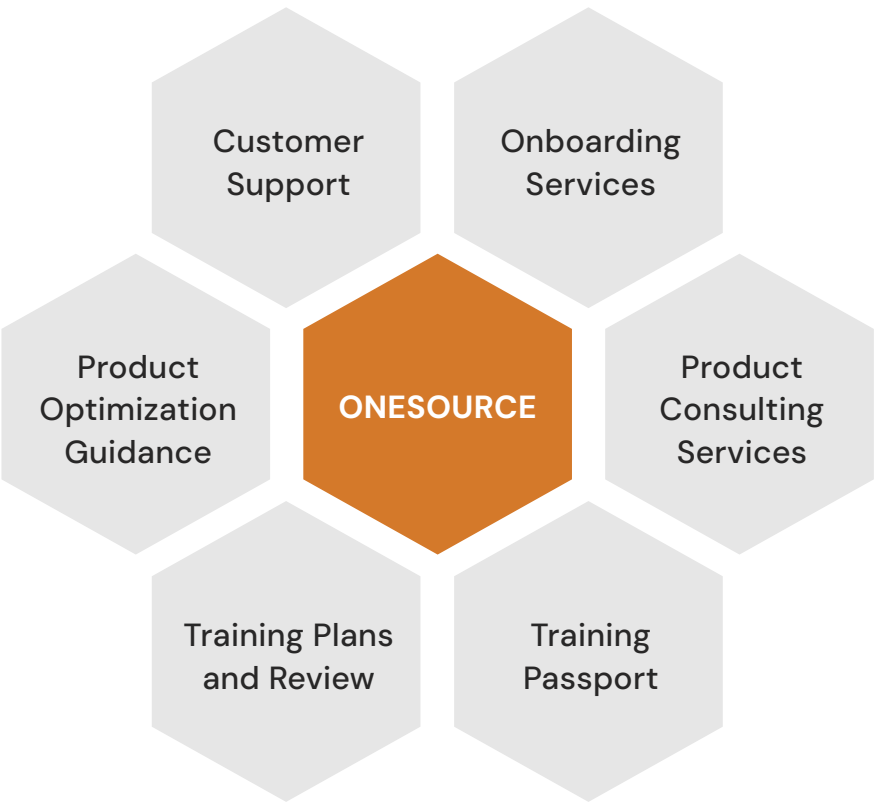 Customer
Support
Onboarding
Services
Product
Optimization
Guidance
ONESOURCE
Product
Consulting
Services
Training Plans
and Review
Training
Passport